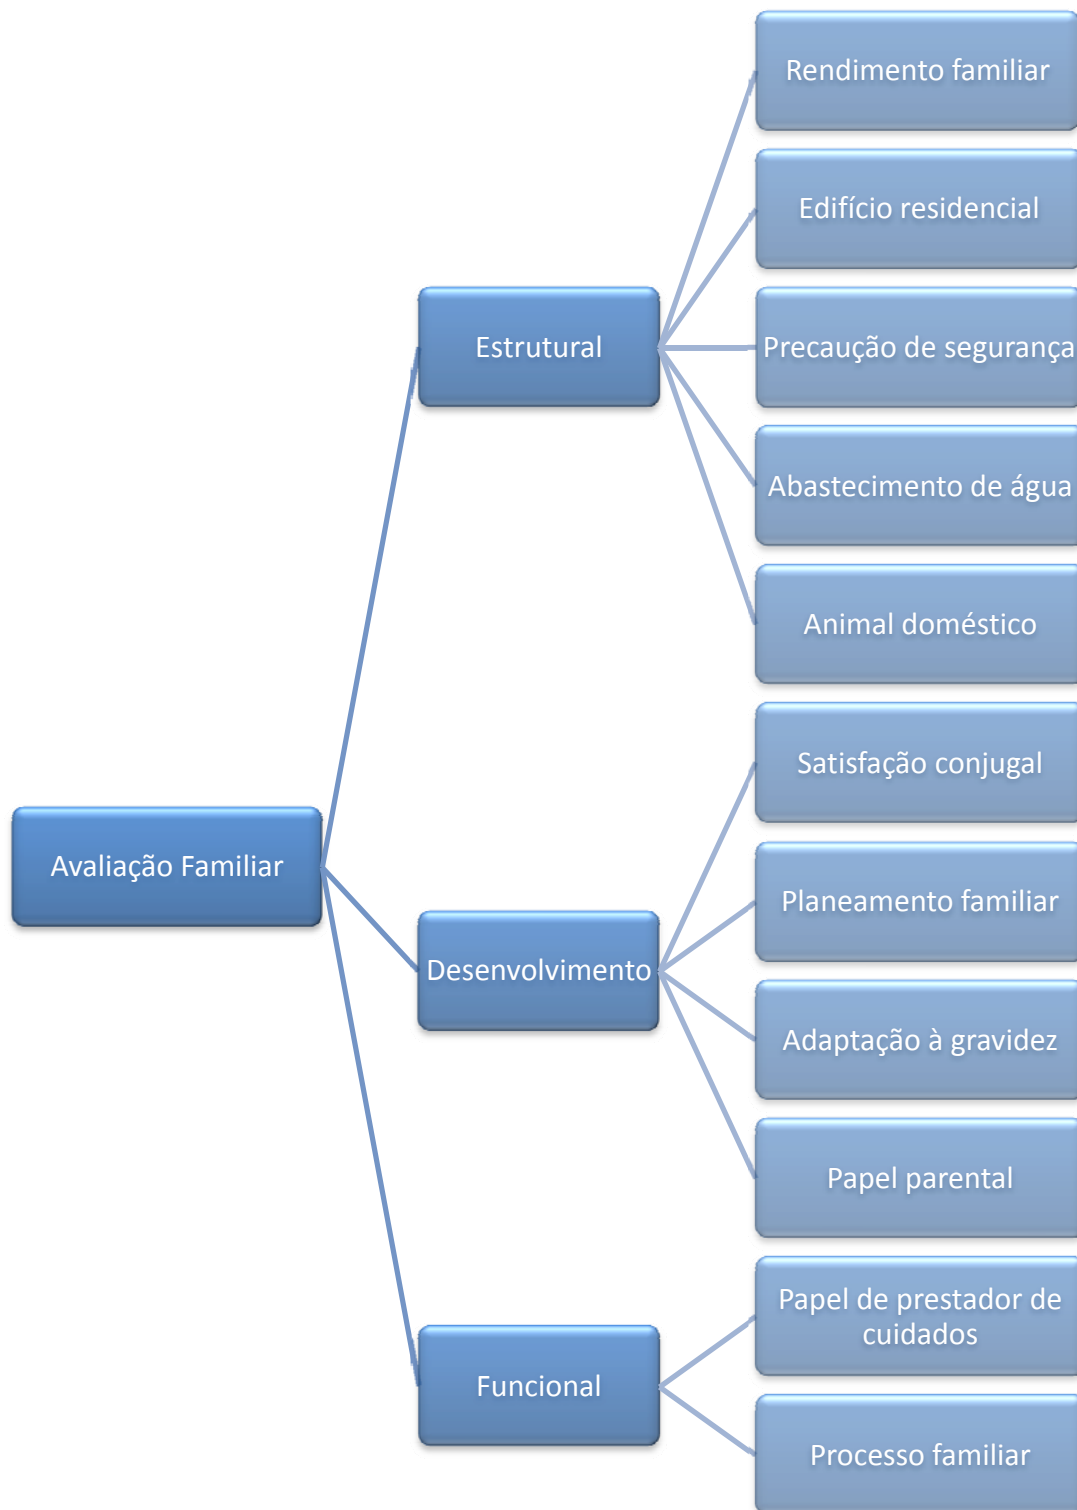 Avaliação Familiar
Estrutural
Rendimento familiar
Edifício residencial
Precaução de segurança
Abastecimento de água
Animal doméstico
Desenvolvimento
Satisfação conjugal
Planeamento familiar
Adaptação à gravidez
Papel parental
Funcional
Papel de prestador de
cuidados
Processo familiar